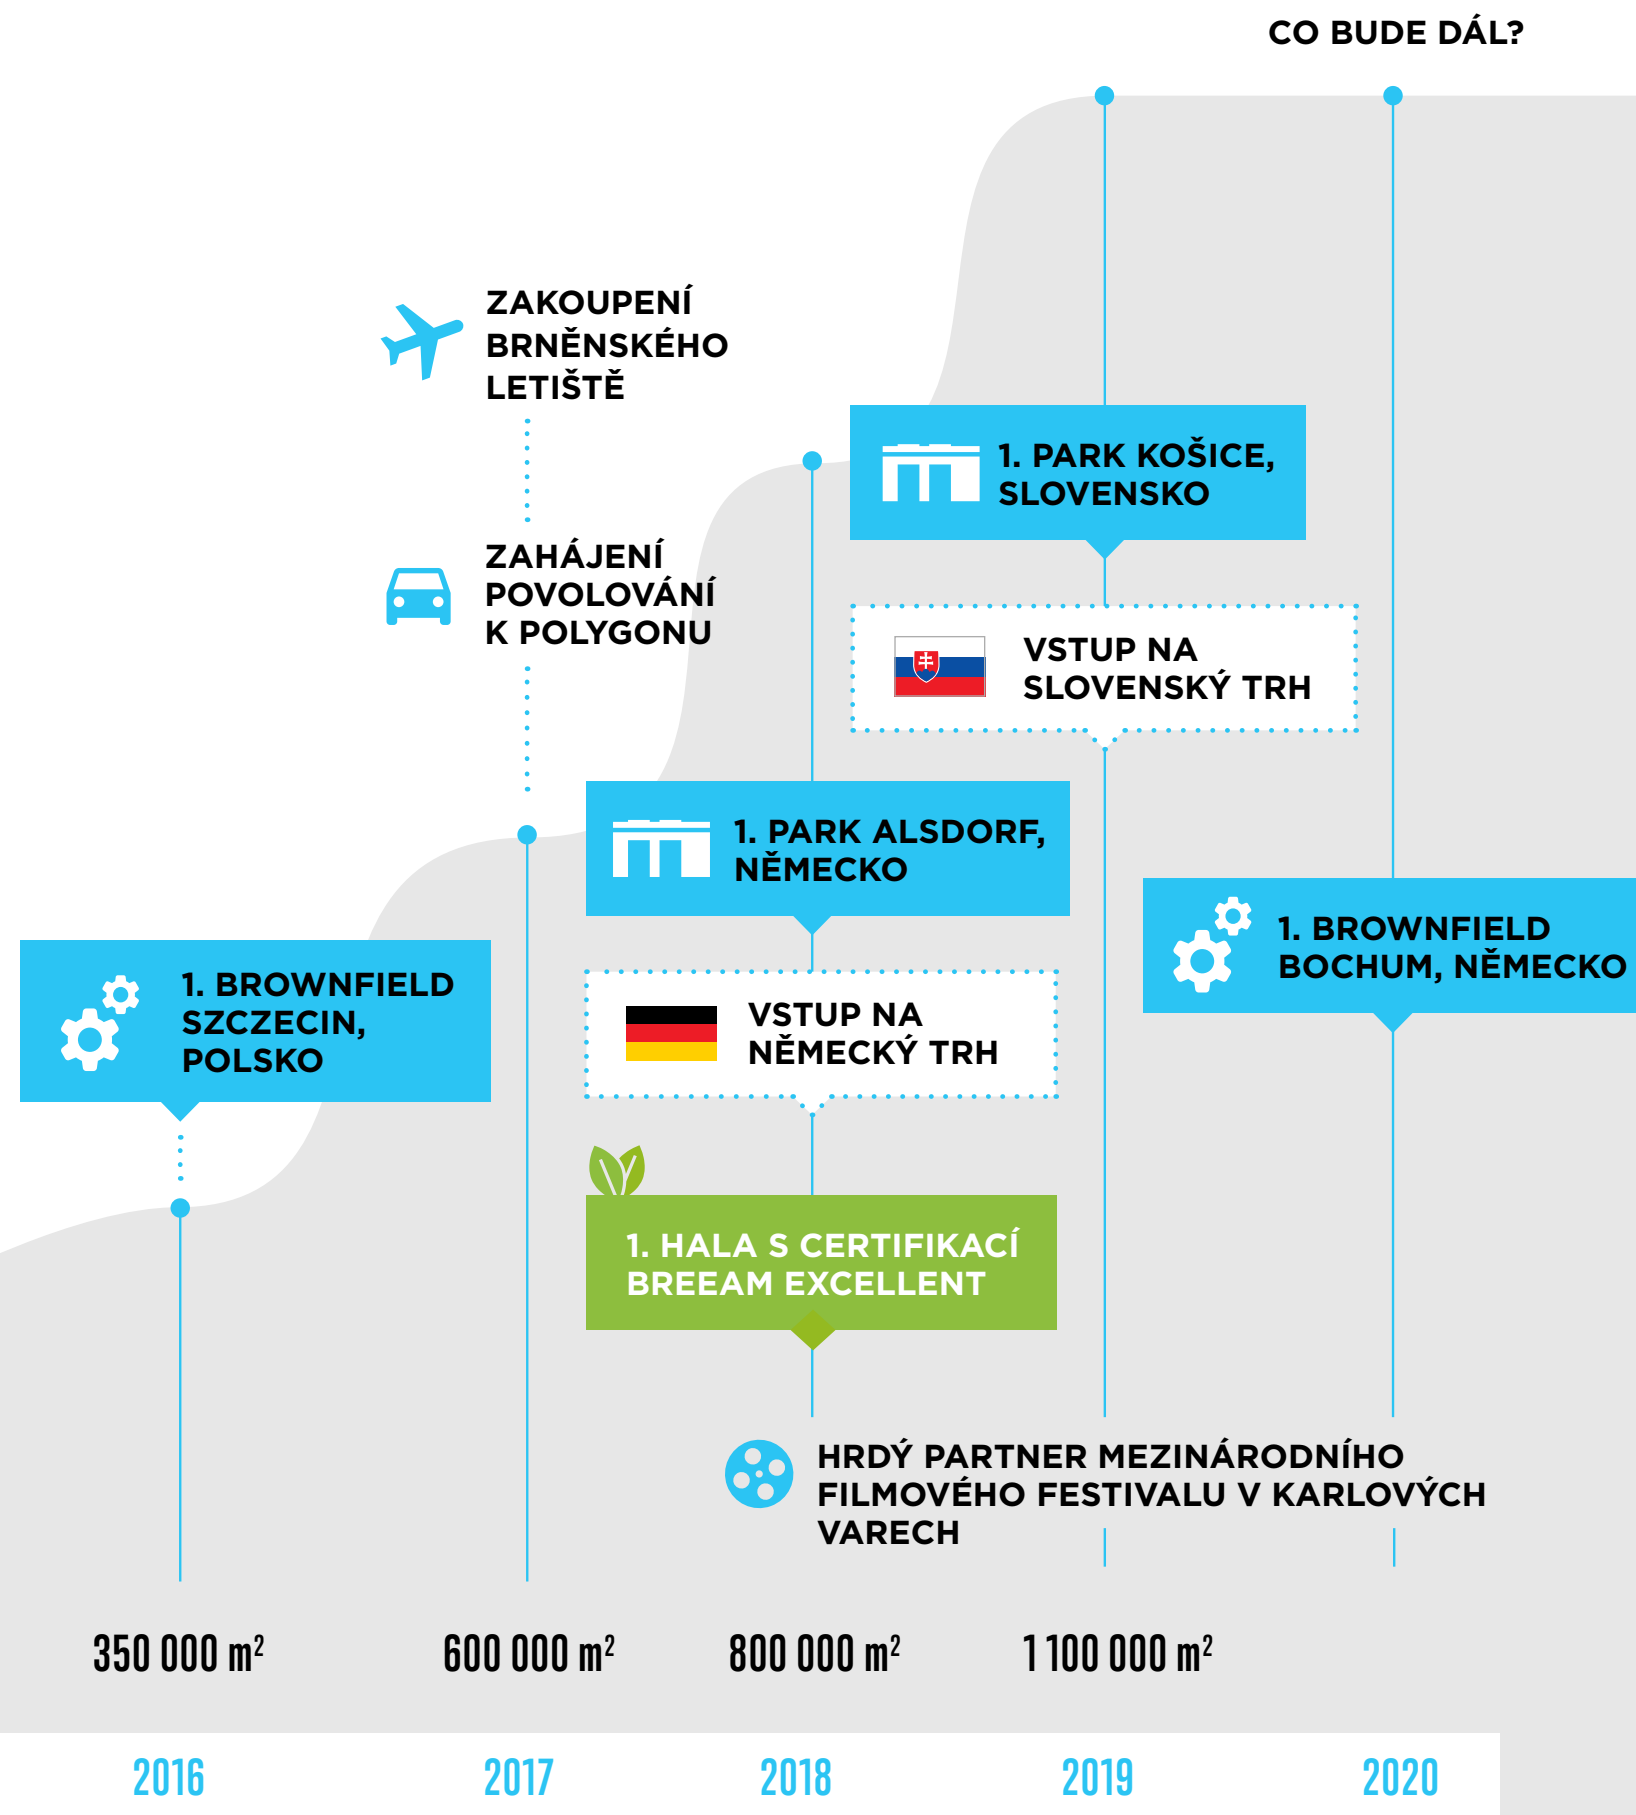 CO BUDE DÁL?
ZAKOUPENÍ
BRNĚNSKÉHO
LETIŠTĚ
ZAHÁJENÍ
POVOLOVÁNÍ
K POLYGONU
1. PARK KOŠICE,
SLOVENSKO
VSTUP NA
SLOVENSKÝ TRH
1. PARK ALSDORF,
NĚMECKO
VSTUP NA
NĚMECKÝ TRH
1. BROWNFIELD
BOCHUM, NĚMECKO
1. BROWNFIELD
SZCZECIN,
POLSKO
1. HALA S CERTIFIKACÍ
BREEAM EXCELLENT
HRDÝ PARTNER MEZINÁRODNÍHO
FILMOVÉHO FESTIVALU V KARLOVÝCH
VARECH
350 000 m²
600 000 m²
800 000 m²
1 100 000 m²
2016
2017
2018
2019
2020